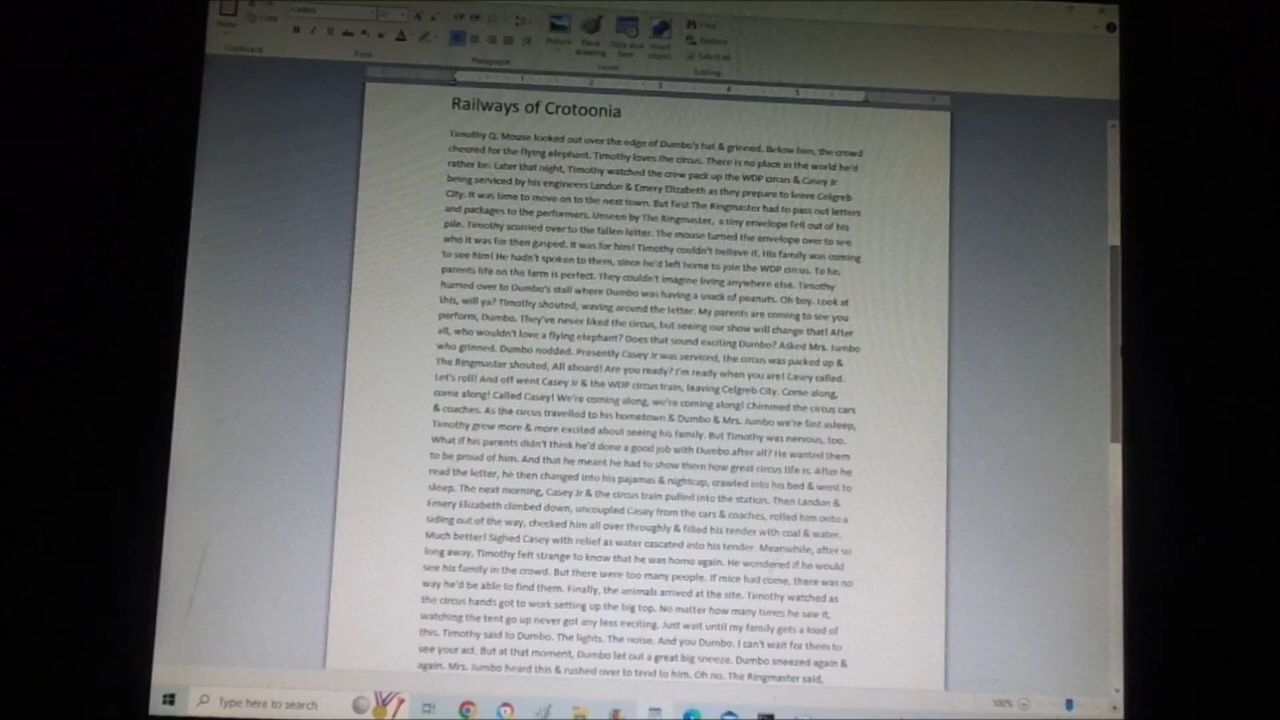 Paste
Clipboard
Font
Paragraph
Picture
Paint drawing
Date and time
Insert object
Find
Replace
Select all
Editing
Railways of Crotoonia
Timothy Q. Mouse looked out over the edge of Dumbo's hat & grinned. Below him, the crowd
cheered for the flying elephant. Timothy loves the circus. There is no place in the world he'd
rather be. Later that night, Timothy watched the crew pack up the WDP circus & Casey Jr
being serviced by his engineers Landon & Emery Elizabeth as they prepare to leave Celgreb
City. It was time to move on to the next town. But first The Ringmaster had to pass out letters
and packages to the performers. Unseen by The Ringmaster, a tiny envelope fell out of his
pile. Timothy scurried over to the fallen letter. The mouse turned the envelope over to see
who it was for then gasped. It was for him! Timothy couldn't believe it. His family was coming
to see him! He hadn't spoken to them, since he'd left home to join the WDP circus. To his
parents life on the farm is perfect. They couldn't imagine living anywhere else. Timothy
hurried over to Dumbo's stall where Dumbo was having a snack of peanuts. Oh boy. Look at
this, will ya? Timothy shouted, waving around the letter. My parents are coming to see you
perform, Dumbo. They've never liked the circus, but seeing our show will change that! After
all, who wouldn't love a flying elephant? Does that sound exciting Dumbo? Asked Mrs. Jumbo
who grinned. Dumbo nodded. Presently Casey Jr was serviced, the circus was packed up &
The Ringmaster shouted, All aboard! Are you ready? I'm ready when you are! Casey called.
Let's roll! And off went Casey Jr & the WDP circus train, leaving Celgreb City. Come along,
come along! Called Casey! We're coming along, we're coming along! Chimmed the circus cars
& coaches. As the circus travelled to his hometown & Dumbo & Mrs. Jumbo we're fast asleep,
Timothy grew more & more excited about seeing his family. But Timothy was nervous, too.
What if his parents didn't think he'd done a good job with Dumbo after all? He wanted them
to be proud of him. And that he meant he had to show them how great circus life is. After he
read the letter, he then changed into his pajamas & nightcap, crawled into his bed & went to
sleep. The next morning, Casey Jr & the circus train pulled into the station. Then Landon &
Emery Elizabeth climbed down, uncoupled Casey from the cars & coaches, rolled him onto a
siding out of the way, checked him all over throughly & filled his tender with coal & water.
Much better! Sighed Casey with relief as water cascated into his tender. Meanwhile, after so
long away, Timothy felt strange to know that he was home again. He wondered if he would
see his family in the crowd. But there were too many people. If mice had come, there was no
way he'd be able to find them. Finally, the animals arrived at the site. Timothy watched as
the circus hands got to work setting up the big top. No matter how many times he saw it,
watching the tent go up never got any less exciting. Just wait until my family gets a load of
this. Timothy said to Dumbo. The lights. The noise. And you Dumbo. I can't wait for them to
see your act. But at that moment, Dumbo let out a great big sneeze. Dumbo sneezed again &
again. Mrs. Jumbo heard this & rushed over to tend to him. Oh no. The Ringmaster said,
100%
Type here to search